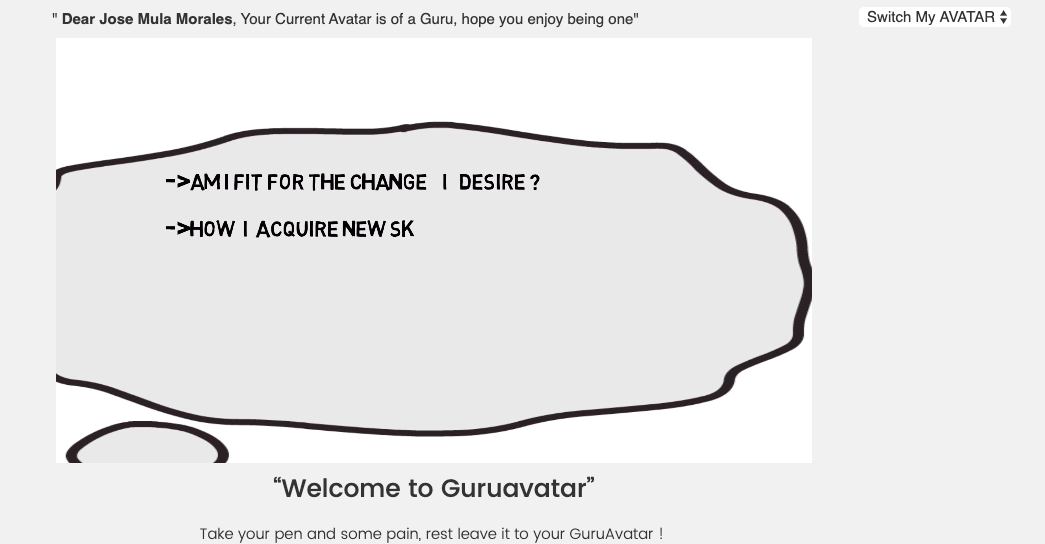 " Dear Jose Mula Morales, Your Current Avatar is of a Guru, hope you enjoy being one"
Switch My AVATAR
->AM I FIT FOR THE CHANGE I DESIRE ?
->HOW I ACQUIRE NEW SK
“Welcome to Guruavatar”
Take your pen and some pain, rest leave it to your GuruAvatar !